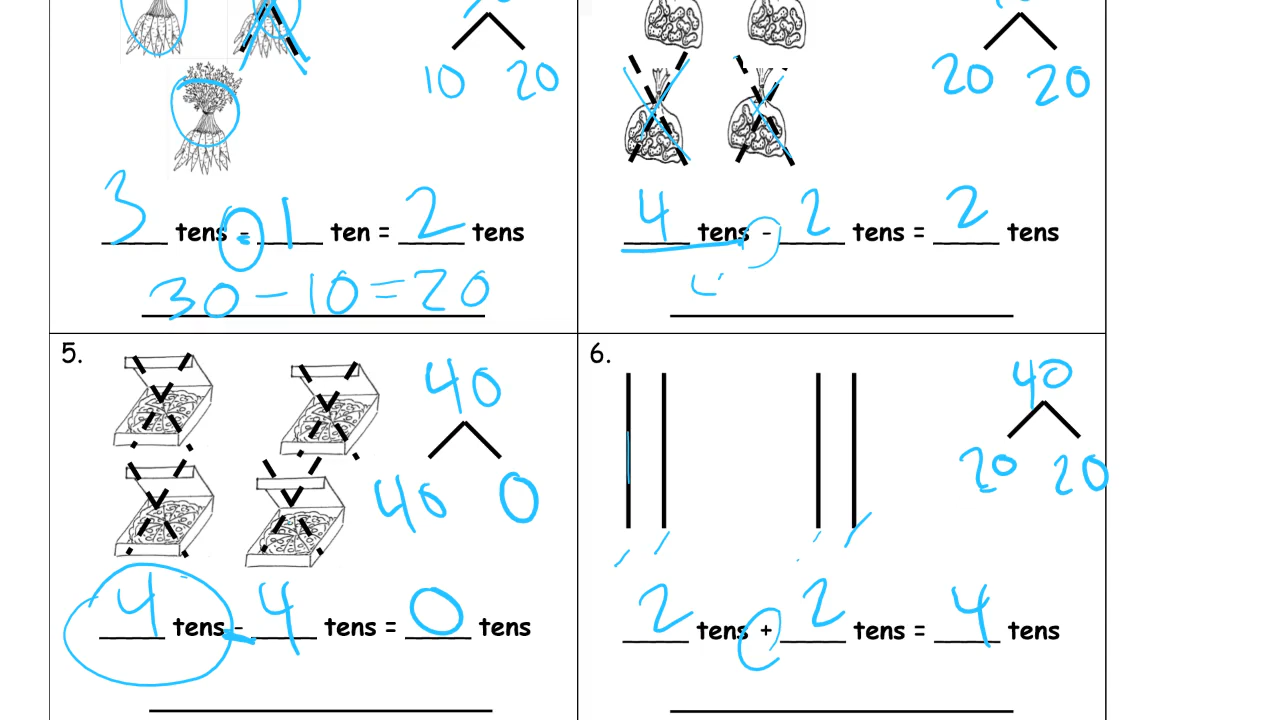 10 20
20 20
3 tens - 1 ten = 2 tens
4 tens - 2 tens = 2 tens
30 - 10 = 20
5.
40
40 0
4 tens - 4 tens = 0 tens
6.
40
20 20
2 tens + 2 tens = 4 tens